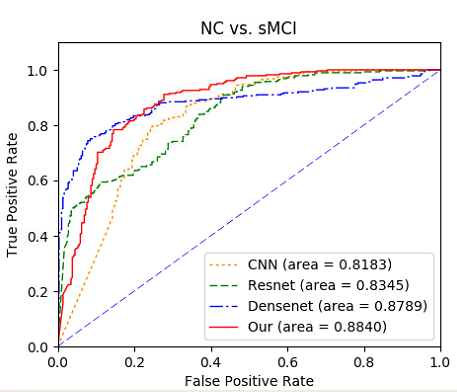 NC vs. sMCI
True Positive Rate
1.0
0.8
0.6
0.4
0.2
0.0
CNN (area = 0.8183)
Resnet (area = 0.8345)
Densenet (area = 0.8789)
Our (area = 0.8840)
0.0 0.2 0.4 0.6 0.8 1.0
False Positive Rate